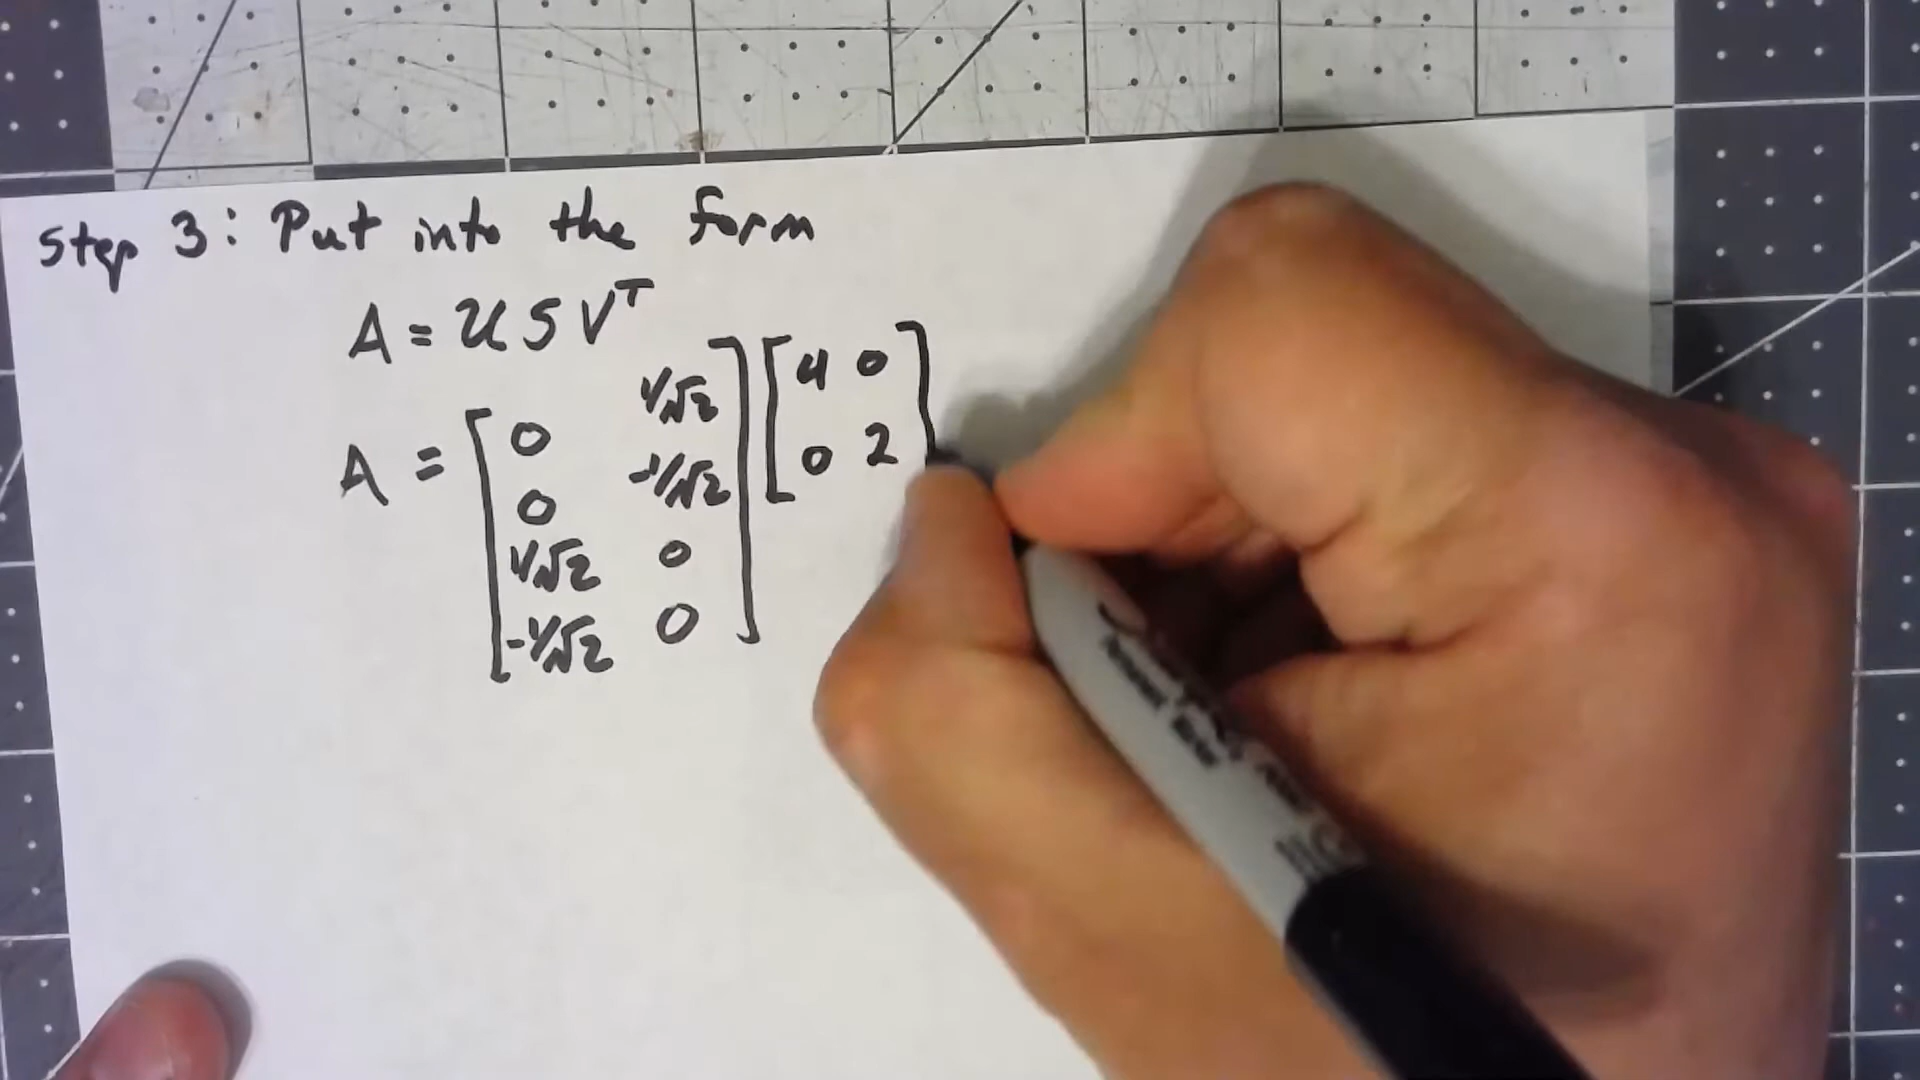 Step 3: Put into the form
A = U S V^T
A = [ 0 1/√2 ] [ 4 0 ]
[ 0 -1/√2 ] [ 0 2 ]
[ 1/√2 0 ]
[ -1/√2 0 ]